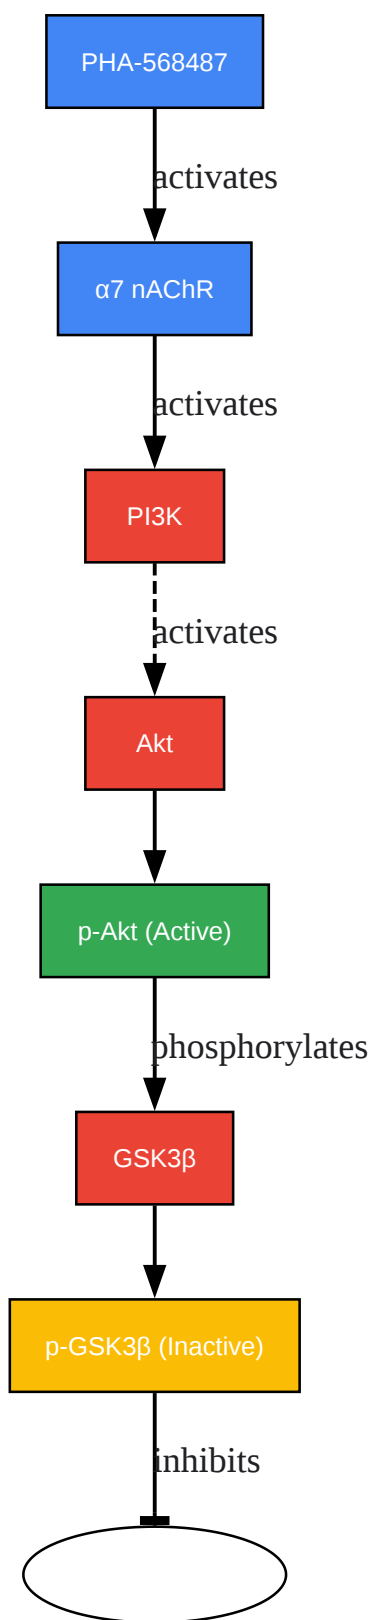 PHA-568487
activates
α7 nAChR
activates
PI3K
activates
Akt
p-Akt (Active)
phosphorylates
GSK3β
p-GSK3β (Inactive)
inhibits